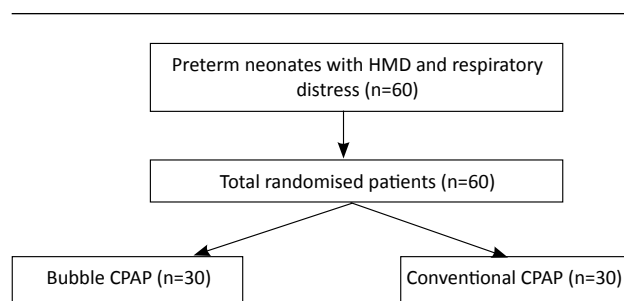 Preterm neonates with HMD and respiratory
distress (n=60)
Total randomised patients (n=60)
Bubble CPAP (n=30)
Conventional CPAP (n=30)